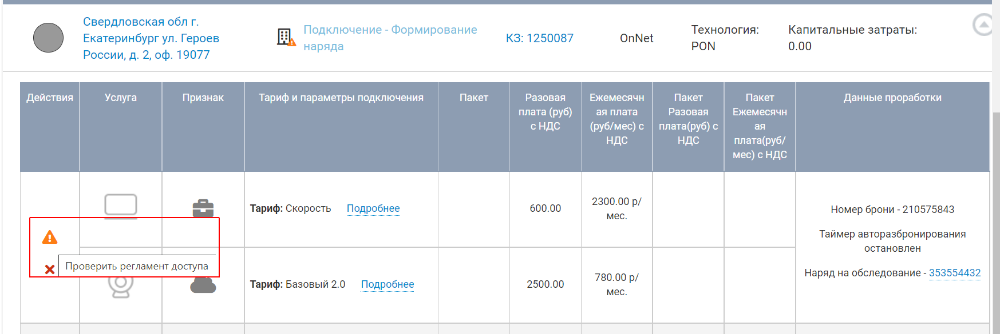 Свердловская обл г.
Екатеринбург ул. Героев
России, д. 2, оф. 19077
Подключение - Формирование
наряда
КЗ: 1250087
OnNet
Технология:
PON
Капитальные затраты:
0.00
Действия
Услуга
Признак
Тариф и параметры подключения
Пакет
Разовая
плата (руб)
с НДС
Ежемесячн
ая плата
(руб/мес) с
НДС
Пакет
Разовая
плата(руб) с
НДС
Пакет
Ежемесячн
ая
плата(руб/
мес) с НДС
Данные проработки
Тариф: Скорость Подробнее
600.00
2300.00 р/
мес.
Номер брони - 210575843
Таймер авторазбронирования
остановлен
Наряд на обследование - 353554432
Проверить регламент доступа
Тариф: Базовый 2.0 Подробнее
2500.00
780.00 р/
мес.